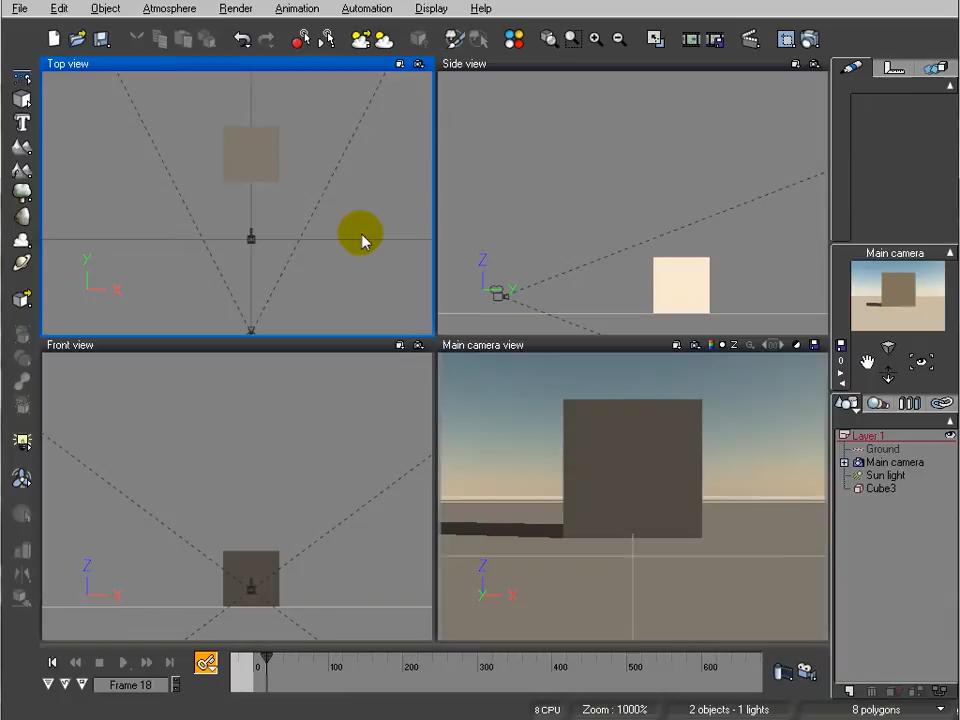 File Edit Object Atmosphere Render Animation Automation Display Help
Top view
Side view
Y
X
Z
Y
Main camera
Front view
Main camera view
Z
X
Z
Y X
0
Layer 1
Ground
Main camera
Sun light
Cube3
0 100 200 300 400 500 600
Frame 18
8 CPU Zoom : 1000% 2 objects - 1 lights 8 polygons